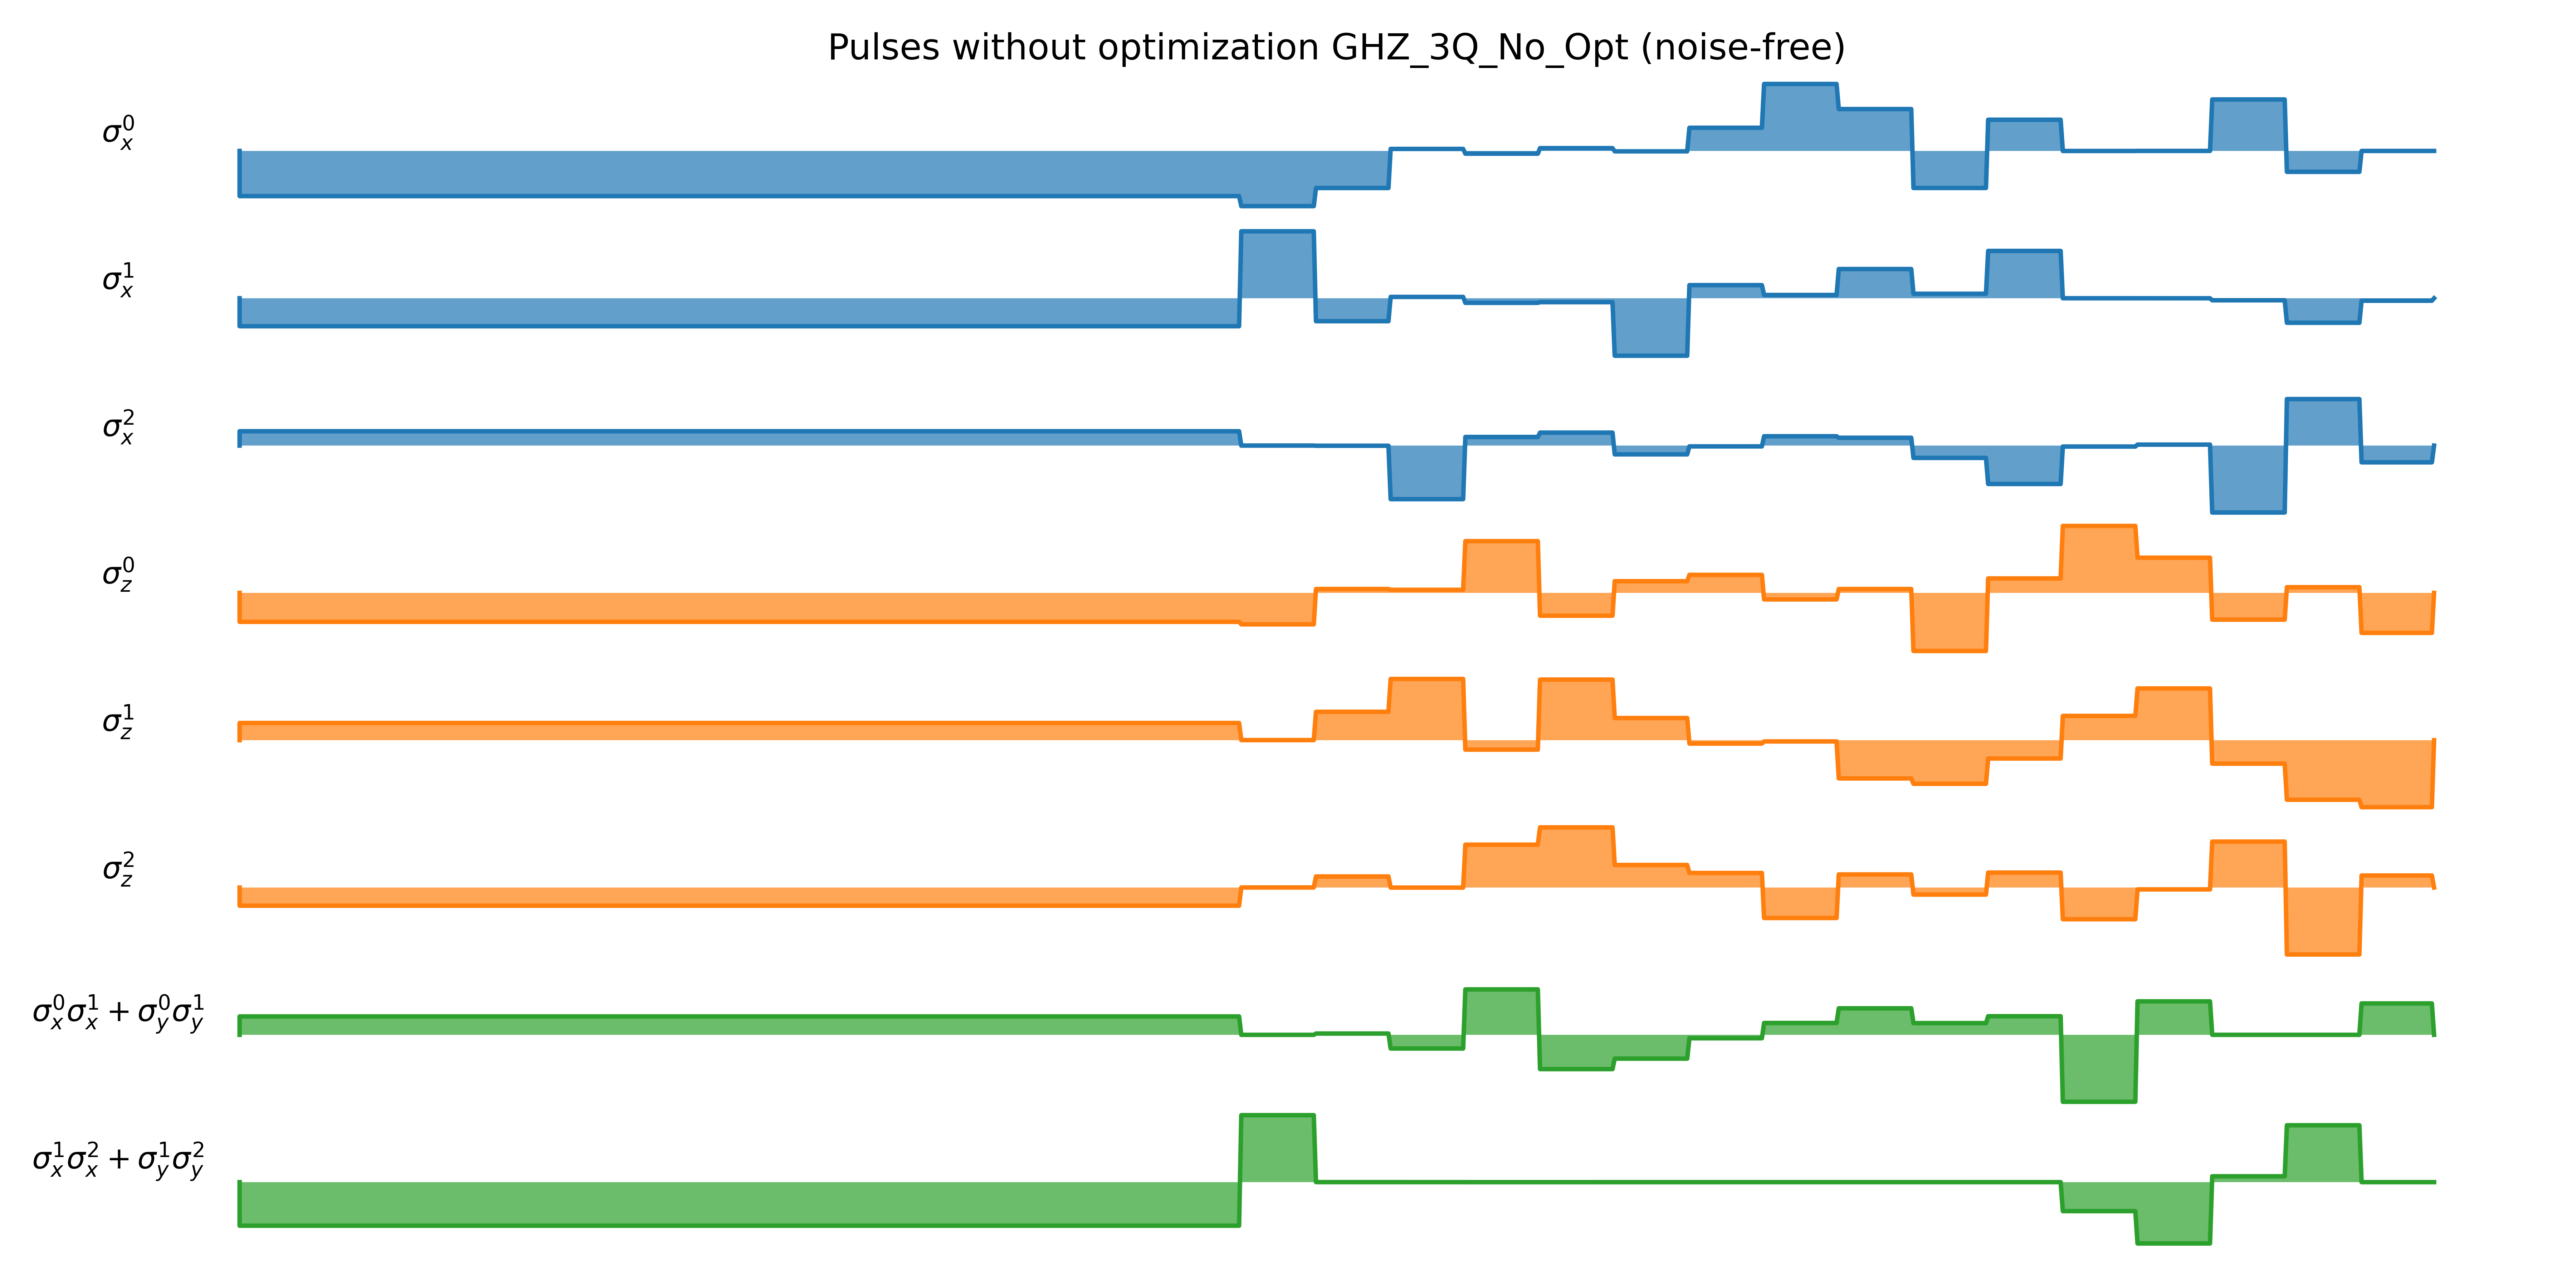 Pulses without optimization GHZ_3Q_No_Opt (noise-free)
σ_x^0
σ_x^1
σ_x^2
σ_z^0
σ_z^1
σ_z^2
σ_x^0σ_x^1 + σ_y^0σ_y^1
σ_x^1σ_x^2 + σ_y^1σ_y^2